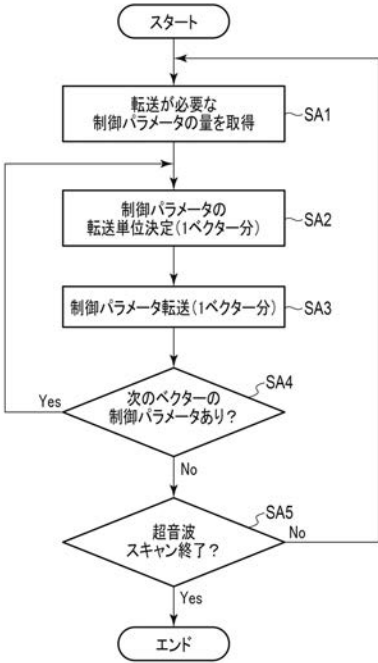 スタート
転送が必要な
制御パラメータの量を取得
SA1
制御パラメータの
転送単位決定(1ベクター分)
SA2
制御パラメータ転送(1ベクター分)
SA3
次のベクターの
制御パラメータあり?
SA4
Yes
No
超音波
スキャン終了?
SA5
No
Yes
エンド